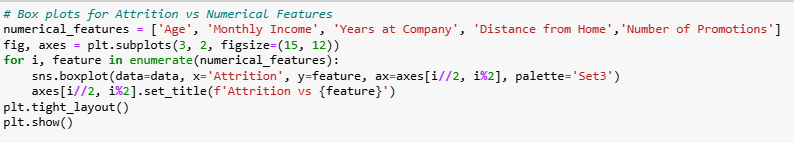 # Box plots for Attrition vs Numerical Features
numerical_features = ['Age', 'Monthly Income', 'Years at Company', 'Distance from Home','Number of Promotions']
fig, axes = plt.subplots(3, 2, figsize=(15, 12))
for i, feature in enumerate(numerical_features):
    sns.boxplot(data=data, x='Attrition', y=feature, ax=axes[i//2, i%2], palette='Set3')
    axes[i//2, i%2].set_title(f'Attrition vs {feature}')
plt.tight_layout()
plt.show()